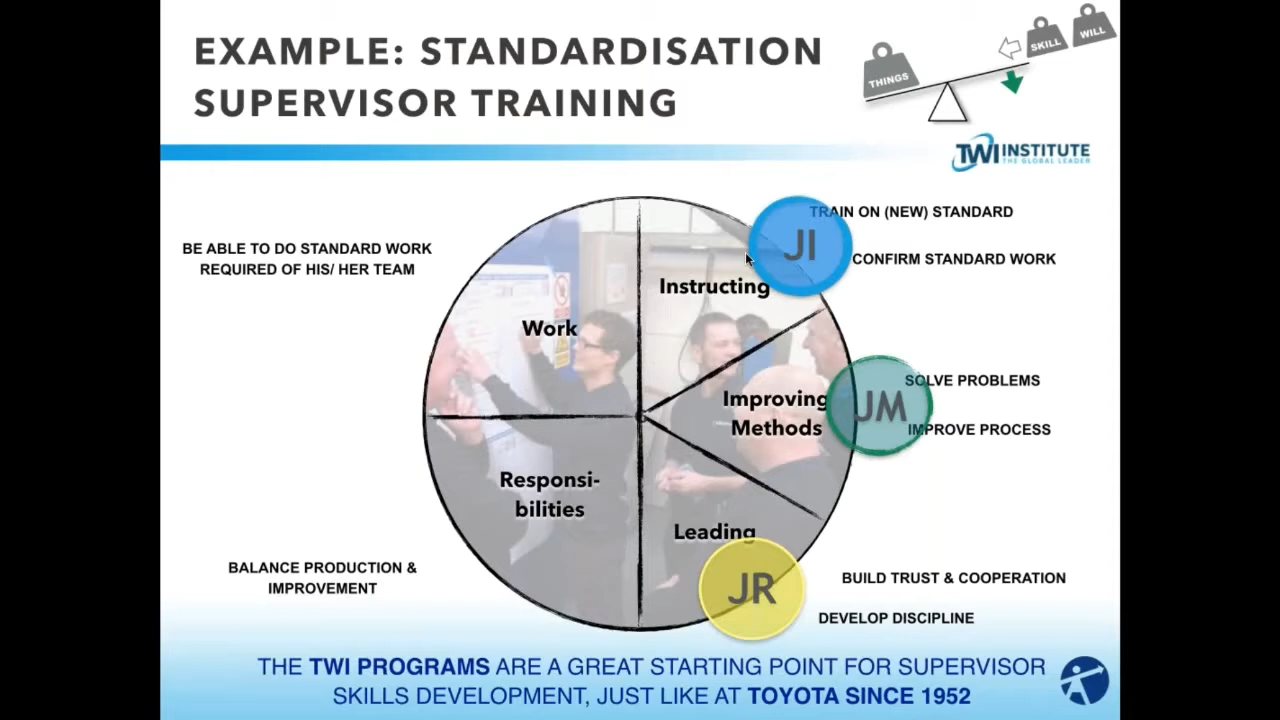 EXAMPLE: STANDARDISATION
SUPERVISOR TRAINING
THINGS
SKILL
WILL
TWI INSTITUTE
THE GLOBAL LEADER
TRAIN ON (NEW) STANDARD
JI
CONFIRM STANDARD WORK
BE ABLE TO DO STANDARD WORK
REQUIRED OF HIS/ HER TEAM
Instructing
Work
SOLVE PROBLEMS
Improving
Methods
JM
IMPROVE PROCESS
Responsi-
bilities
Leading
JR
BALANCE PRODUCTION &
IMPROVEMENT
BUILD TRUST & COOPERATION
DEVELOP DISCIPLINE
THE TWI PROGRAMS ARE A GREAT STARTING POINT FOR SUPERVISOR
SKILLS DEVELOPMENT, JUST LIKE AT TOYOTA SINCE 1952